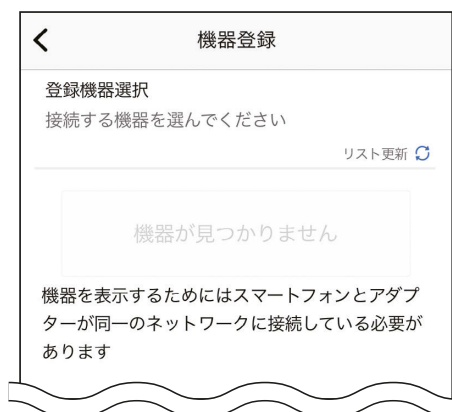 機器登録
登録機器選択
接続する機器を選んでください
リスト更新
機器が見つかりません
機器を表示するためにはスマートフォンとアダプ
ターが同一のネットワークに接続している必要が
あります